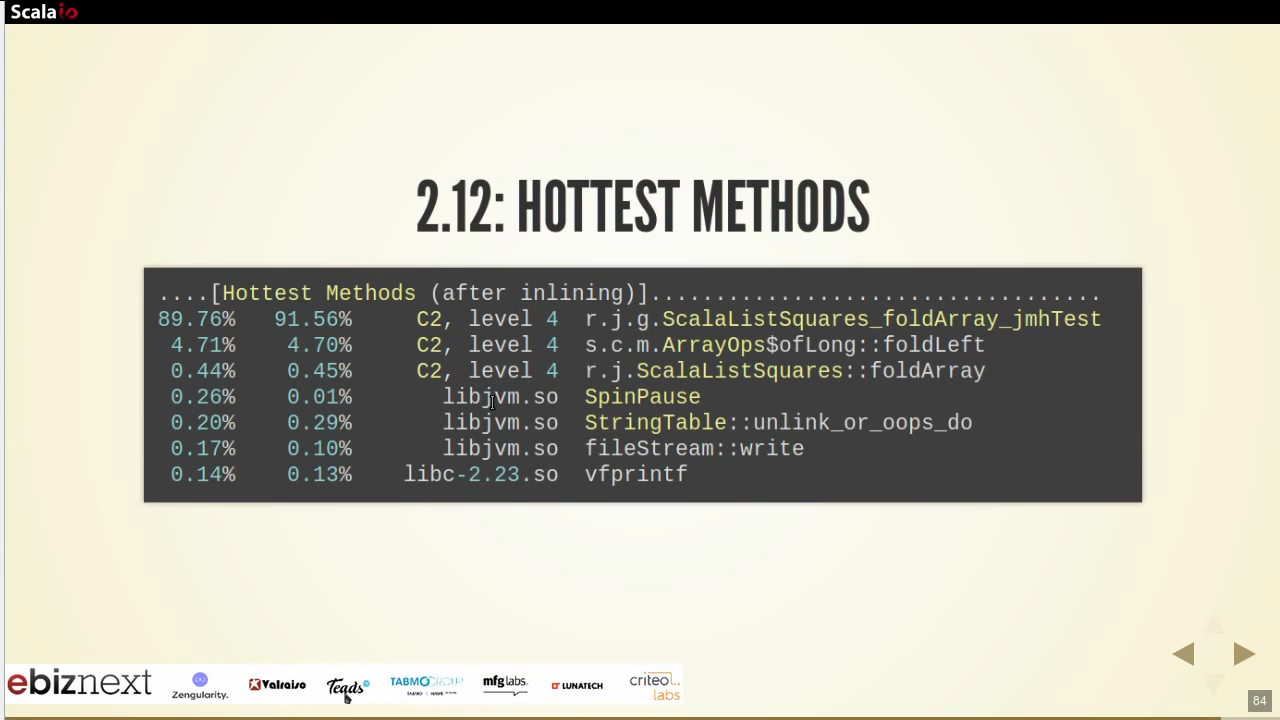 Scalaio
2.12: HOTTEST METHODS
....[Hottest Methods (after inlining)]...................................
89.76% 91.56% C2, level 4 r.j.g.ScalaListSquares_foldArray_jmhTest
4.71% 4.70% C2, level 4 s.c.m.ArrayOps$ofLong::foldLeft
0.44% 0.45% C2, level 4 r.j.ScalaListSquares::foldArray
0.26% 0.01% libjvm.so SpinPause
0.20% 0.29% libjvm.so StringTable::unlink_or_oops_do
0.17% 0.10% libjvm.so fileStream::write
0.14% 0.13% libc-2.23.so vfprintf
ebiznext Zengularity. Valraiso Teads TABMO GROUP mfg labs. LUNATECH criteo labs
84